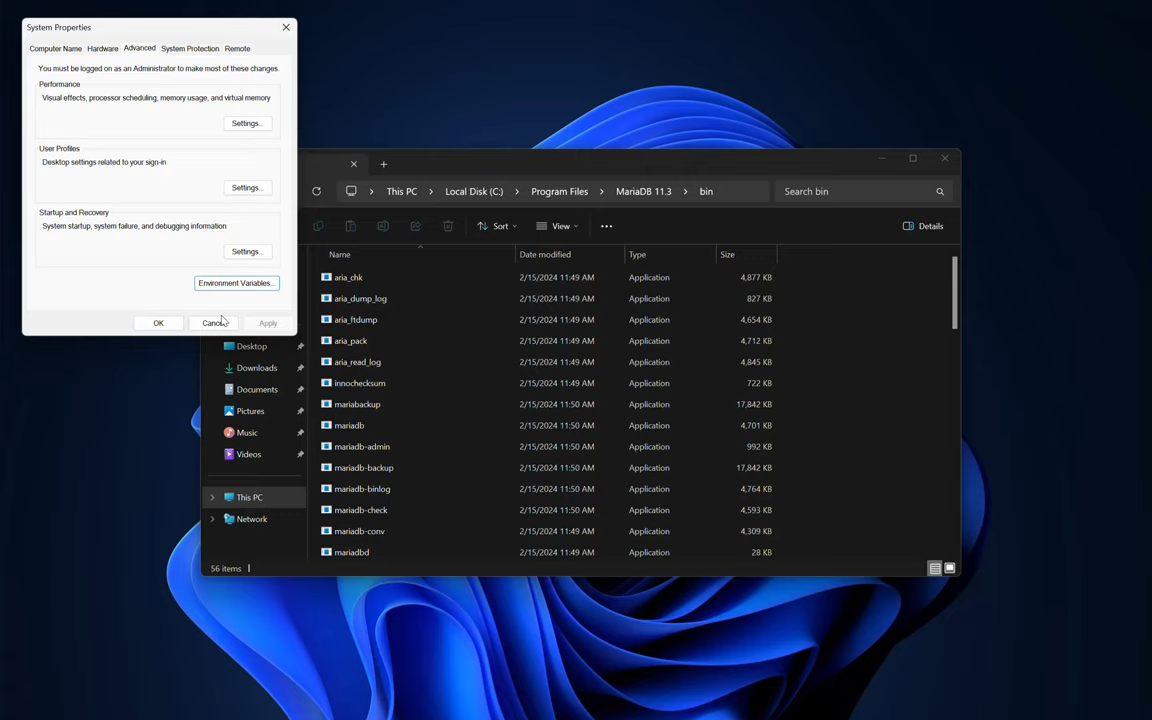 System Properties
Computer Name Hardware Advanced System Protection Remote
You must be logged on as an Administrator to make most of these changes.
Performance
Visual effects, processor scheduling, memory usage, and virtual memory
Settings...
User Profiles
Desktop settings related to your sign-in
Settings...
Startup and Recovery
System startup, system failure, and debugging information
Settings...
Environment Variables...
OK Cancel Apply
This PC Local Disk (C:) Program Files MariaDB 11.3 bin Search bin
Sort View Details
Name Date modified Type Size
aria_chk 2/15/2024 11:49 AM Application 4,877 KB
aria_dump_log 2/15/2024 11:49 AM Application 827 KB
aria_ftdump 2/15/2024 11:49 AM Application 4,654 KB
aria_pack 2/15/2024 11:49 AM Application 4,712 KB
aria_read_log 2/15/2024 11:49 AM Application 4,845 KB
innochecksum 2/15/2024 11:49 AM Application 722 KB
mariabackup 2/15/2024 11:50 AM Application 17,842 KB
mariadb 2/15/2024 11:50 AM Application 4,701 KB
mariadb-admin 2/15/2024 11:50 AM Application 992 KB
mariadb-backup 2/15/2024 11:50 AM Application 17,842 KB
mariadb-binlog 2/15/2024 11:50 AM Application 4,764 KB
mariadb-check 2/15/2024 11:50 AM Application 4,593 KB
mariadb-conv 2/15/2024 11:49 AM Application 4,309 KB
mariadbd 2/15/2024 11:49 AM Application 28 KB
Desktop
Downloads
Documents
Pictures
Music
Videos
This PC
Network
56 items